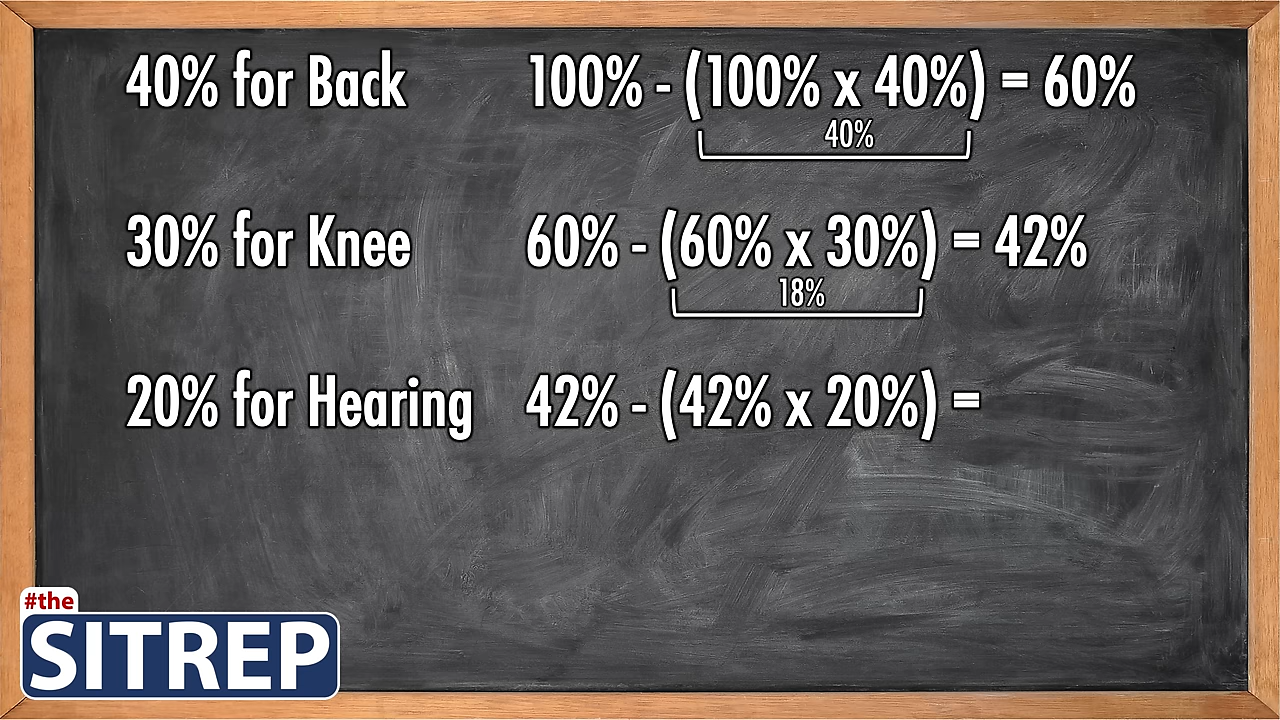 40% for Back 100% - (100% x 40%) = 60%
40%
30% for Knee 60% - (60% x 30%) = 42%
18%
20% for Hearing 42% - (42% x 20%) =
#the
SITREP